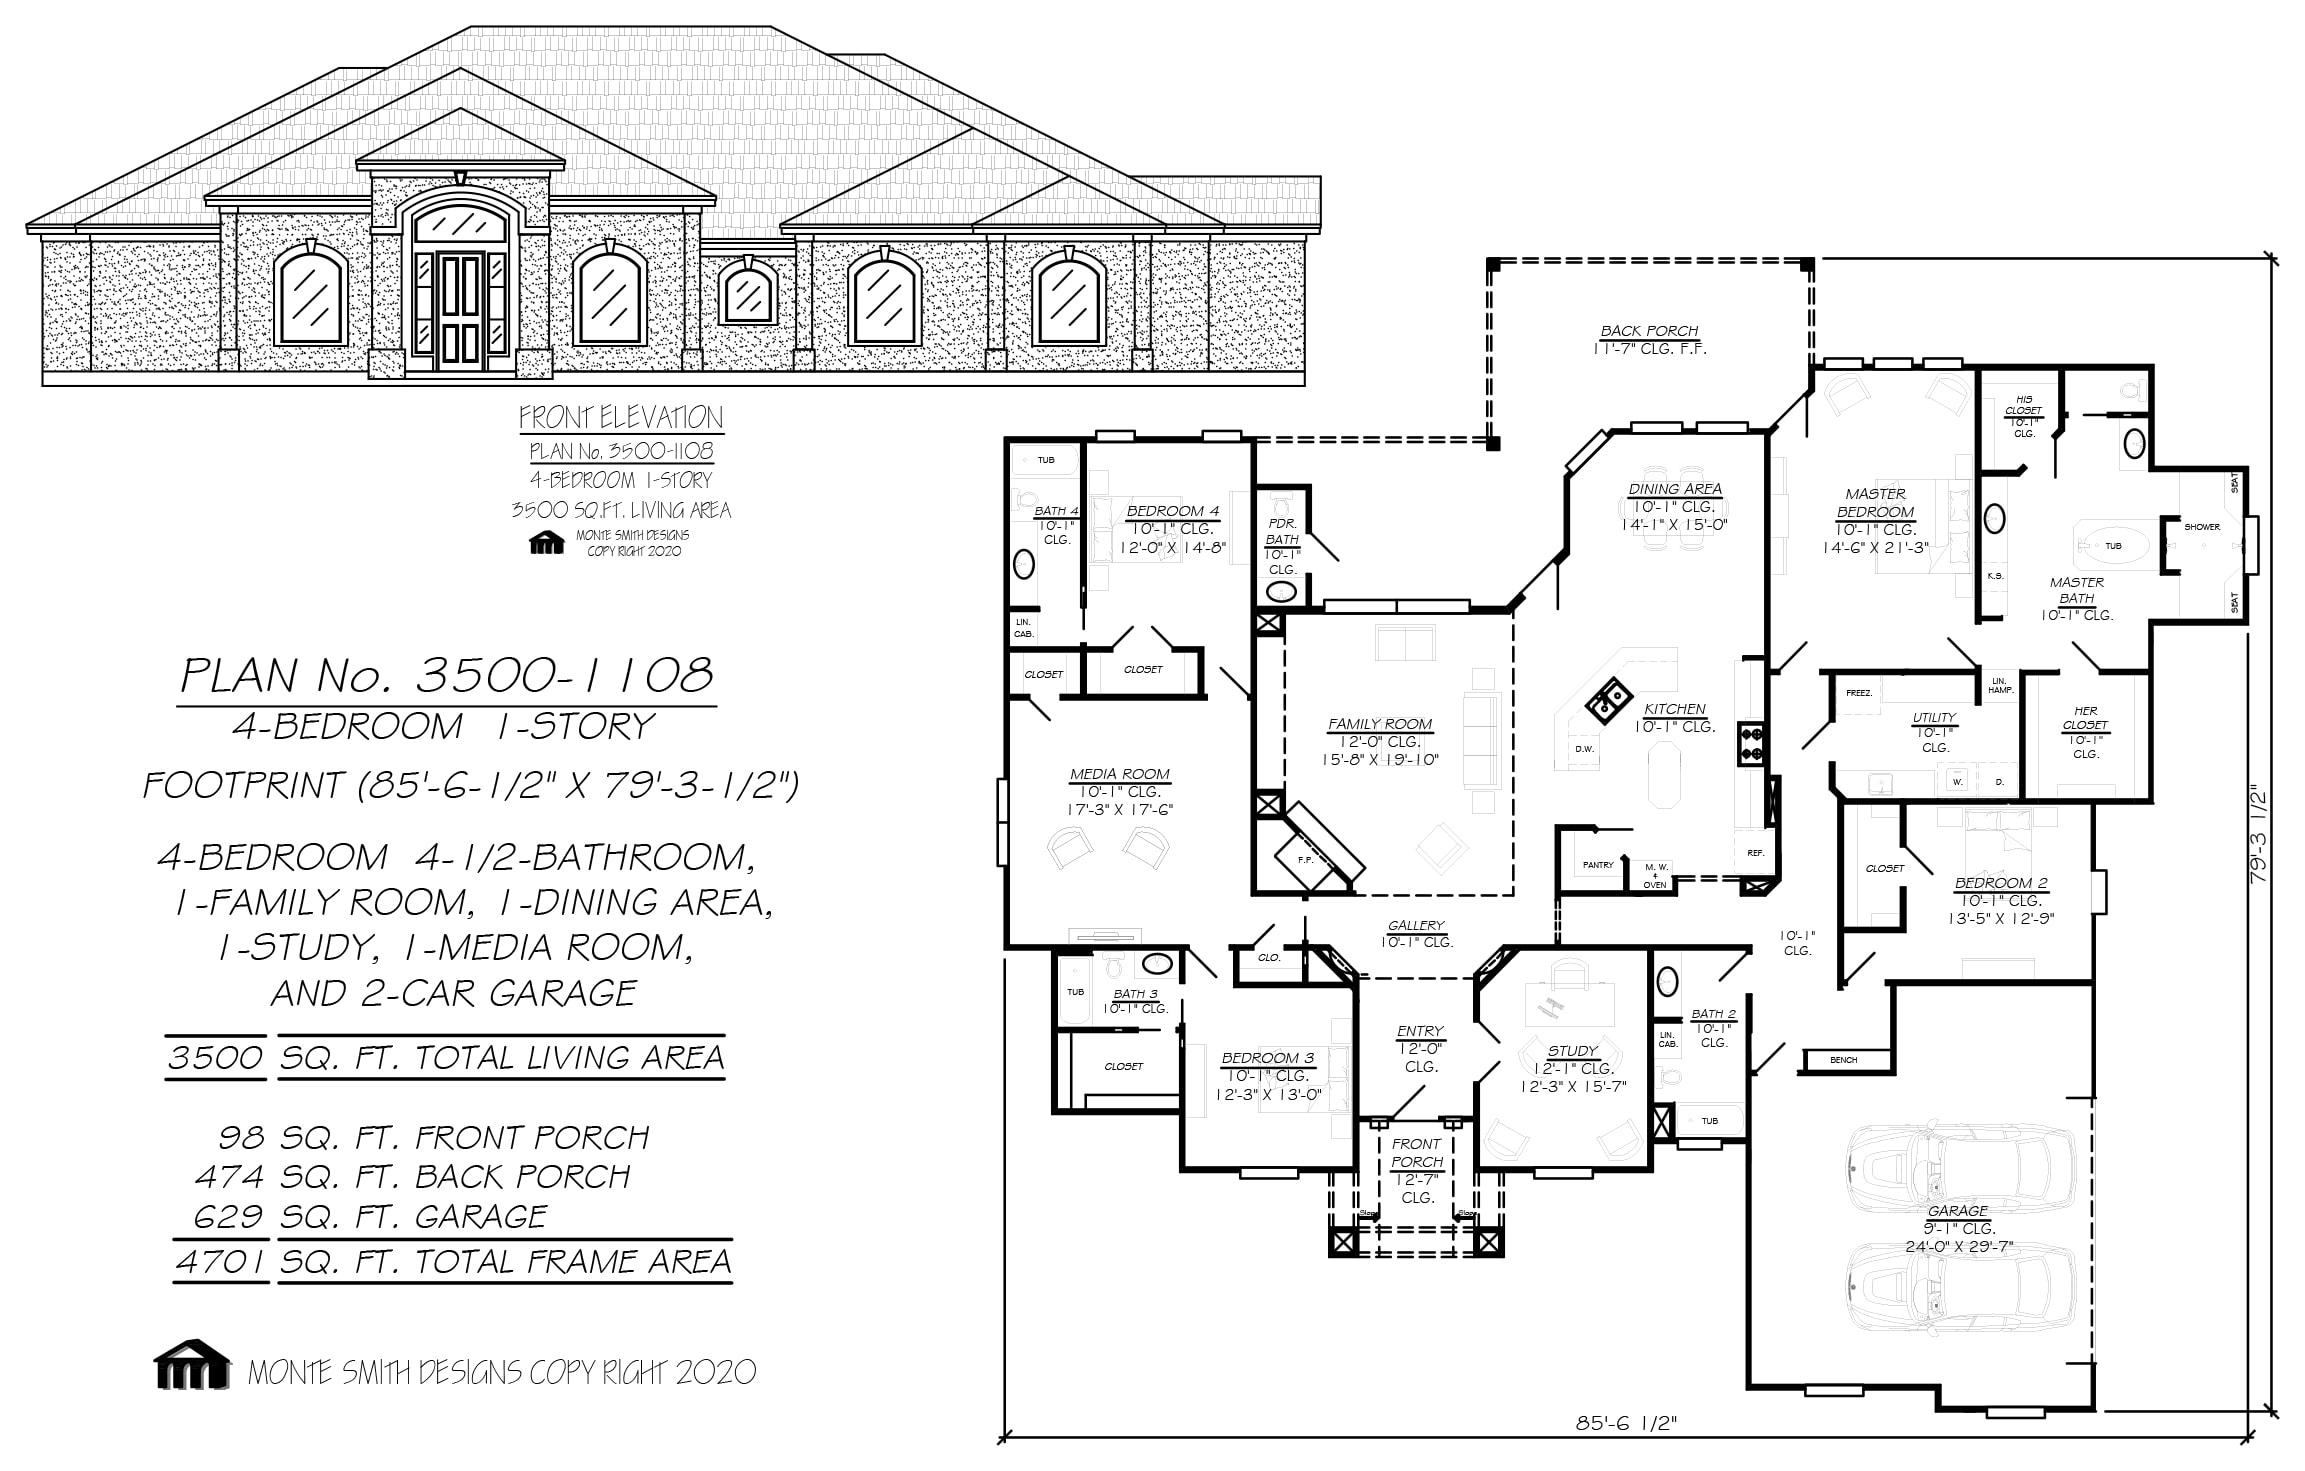 FRONT ELEVATION
PLAN No. 3500-1108
4-BEDROOM 1-STORY
3500 SQ.FT. LIVING AREA
MONTE SMITH DESIGNS
COPY RIGHT 2020
PLAN No. 3500-1108
4-BEDROOM 1-STORY
FOOTPRINT (85'-6-1/2" X 79'-3-1/2")
4-BEDROOM 4-1/2-BATHROOM,
1-FAMILY ROOM, 1-DINING AREA,
1-STUDY, 1-MEDIA ROOM,
AND 2-CAR GARAGE
3500 SQ. FT. TOTAL LIVING AREA
98 SQ. FT. FRONT PORCH
474 SQ. FT. BACK PORCH
629 SQ. FT. GARAGE
4701 SQ. FT. TOTAL FRAME AREA
MONTE SMITH DESIGNS COPY RIGHT 2020
BACK PORCH
11'-7" CLG. F.F.
TUB
BATH 4
10'-1"
CLG.
LIN.
CAB.
BEDROOM 4
10'-1" CLG.
12'-0" X 14'-8"
CLOSET
CLOSET
PDR.
BATH
10'-1"
CLG.
DINING AREA
10'-1" CLG.
14'-1" X 15'-0"
MASTER
BEDROOM
10'-1" CLG.
14'-6" X 21'-3"
HIS
CLOSET
10'-1"
CLG.
SEAT
SHOWER
SEAT
TUB
K.S.
MASTER
BATH
10'-1" CLG.
FAMILY ROOM
12'-0" CLG.
15'-8" X 19'-10"
F.P.
KITCHEN
10'-1" CLG.
D.W.
PANTRY
M. W.
&
OVEN
REF.
FREEZ.
UTILITY
10'-1"
CLG.
W.
D.
LIN.
HAMP.
HER
CLOSET
10'-1"
CLG.
MEDIA ROOM
10'-1" CLG.
17'-3" X 17'-6"
CLOSET
BEDROOM 2
10'-1" CLG.
13'-5" X 12'-9"
79'-3 1/2"
GALLERY
10'-1" CLG.
10'-1"
CLG.
CLO.
TUB
BATH 3
10'-1" CLG.
CLOSET
BEDROOM 3
10'-1" CLG.
12'-3" X 13'-0"
ENTRY
12'-0"
CLG.
STUDY
12'-1" CLG.
12'-3" X 15'-7"
BATH 2
10'-1"
CLG.
LIN.
CAB.
TUB
BENCH
FRONT
PORCH
12'-7"
CLG.
Slope
Slope
GARAGE
9'-1" CLG.
24'-0" X 29'-7"
85'-6 1/2"